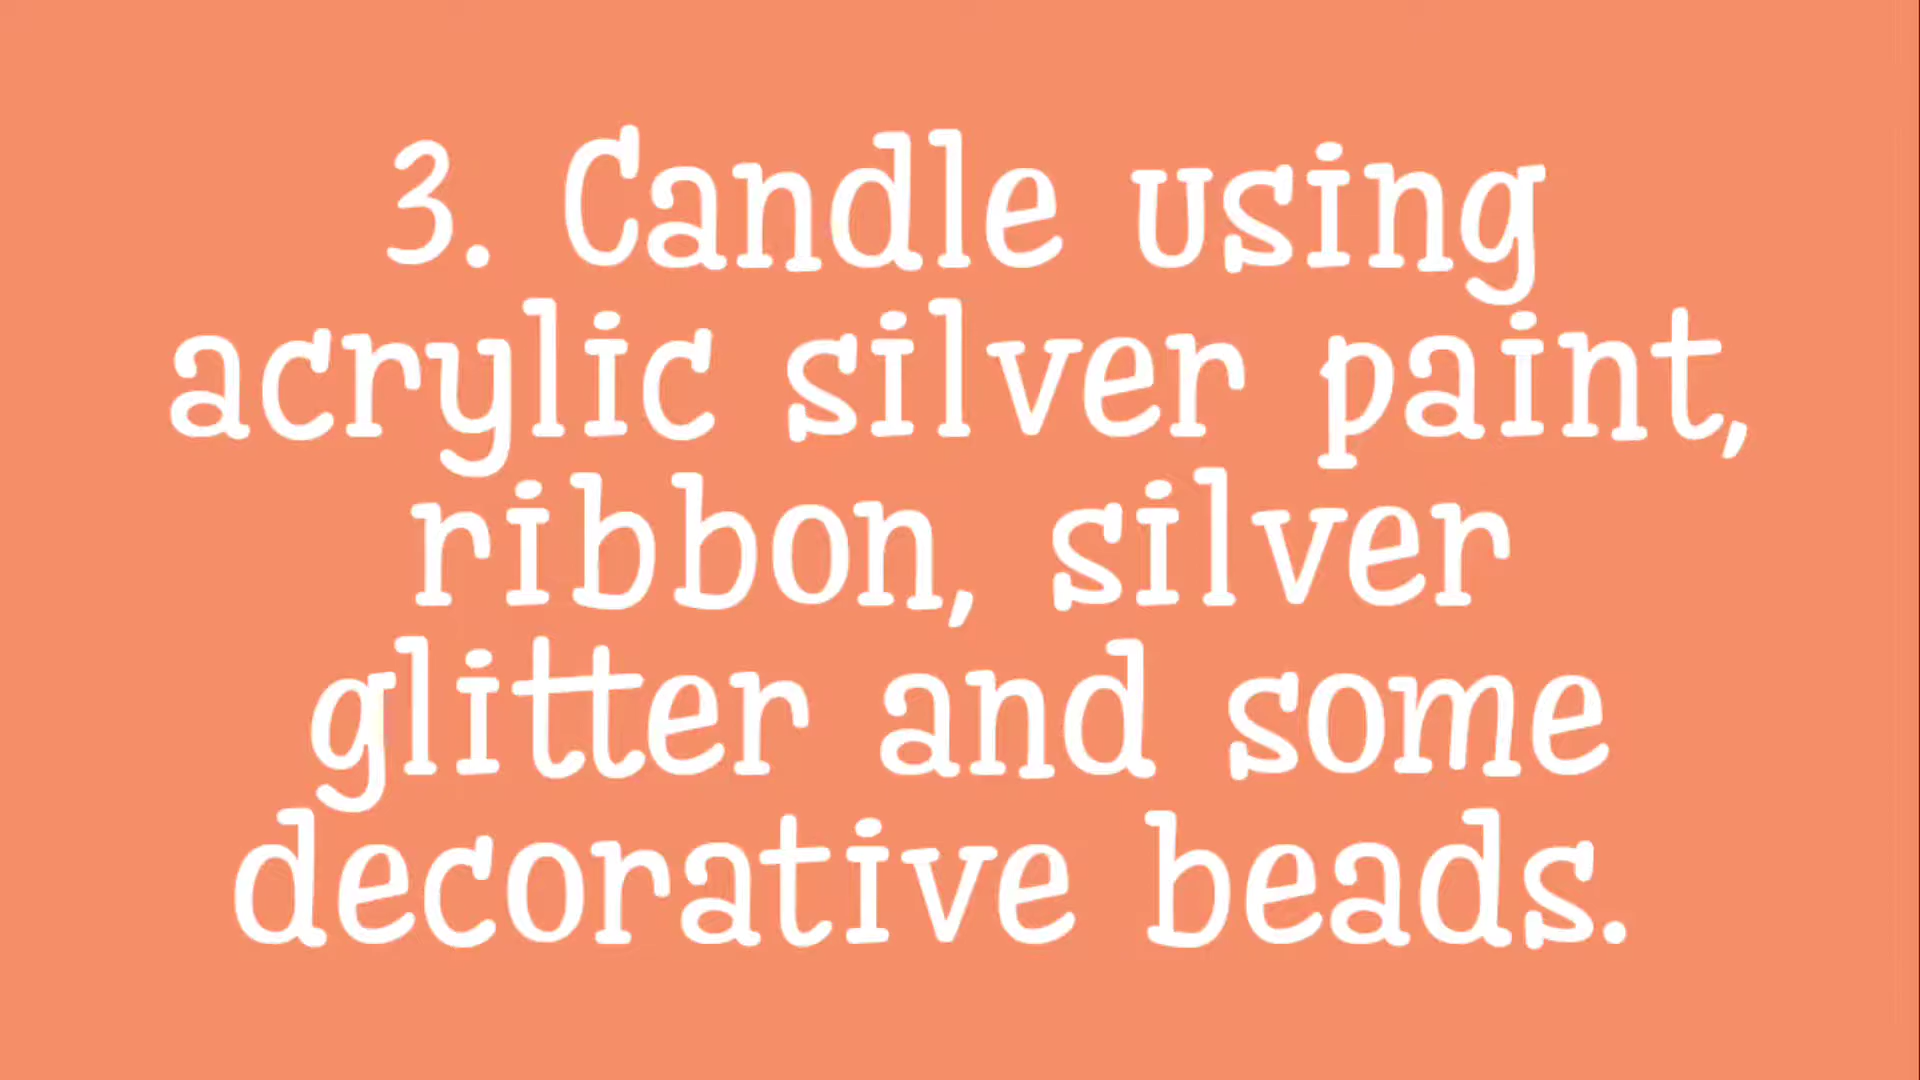 3. Candle using
acrylic silver paint,
ribbon, silver
glitter and some
decorative beads.